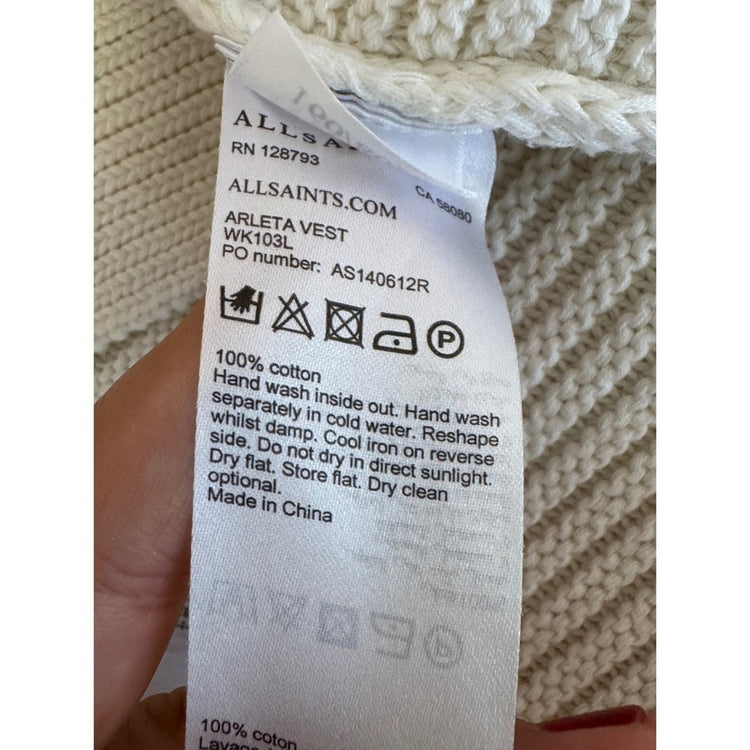 ALLSA
RN 128793
CA 58080
ALLSAINTS.COM
ARLETA VEST
WK103L
PO number: AS140612R
P
100% cotton
Hand wash inside out. Hand wash
separately in cold water. Reshape
whilst damp. Cool iron on reverse
side. Do not dry in direct sunlight.
Dry flat. Store flat. Dry clean
optional.
Made in China
100% coton